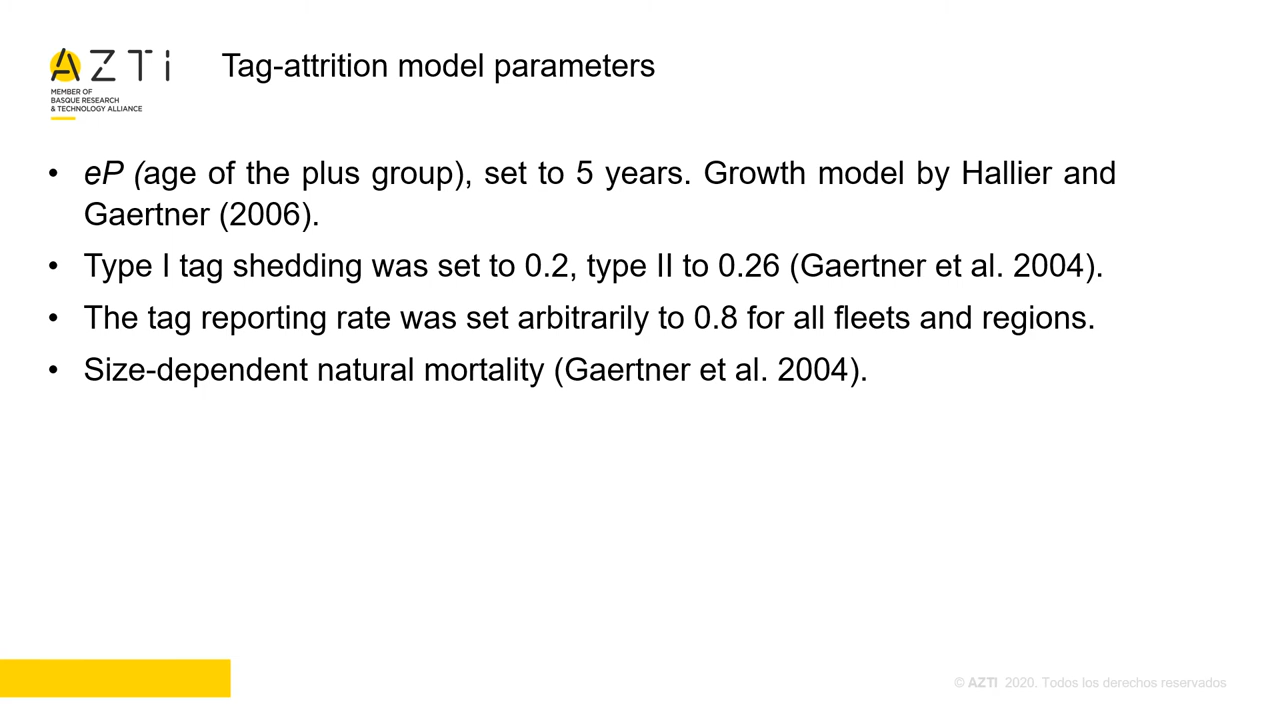 AZTi
MEMBER OF
BASQUE RESEARCH
& TECHNOLOGY ALLIANCE
Tag-attrition model parameters
• eP (age of the plus group), set to 5 years. Growth model by Hallier and
Gaertner (2006).
• Type I tag shedding was set to 0.2, type II to 0.26 (Gaertner et al. 2004).
• The tag reporting rate was set arbitrarily to 0.8 for all fleets and regions.
• Size-dependent natural mortality (Gaertner et al. 2004).
© AZTI 2020. Todos los derechos reservados